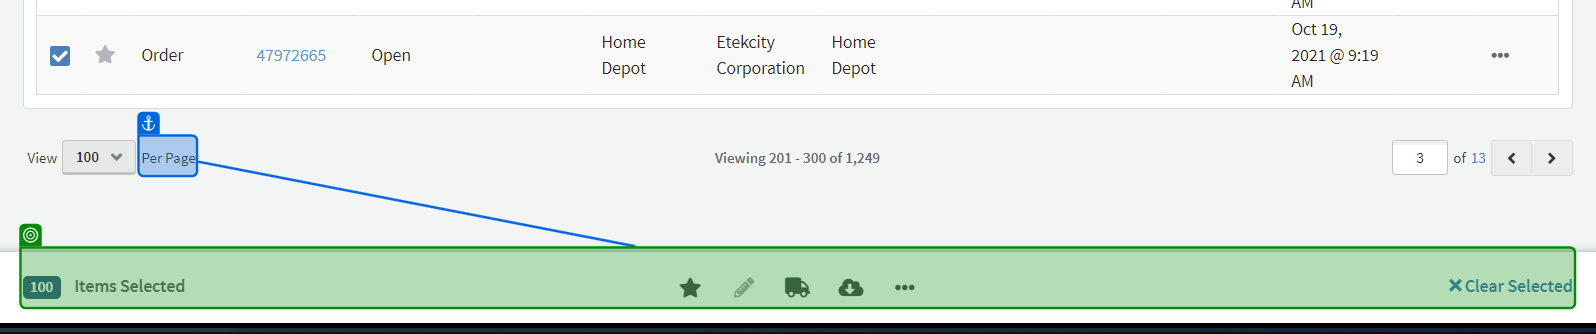 AM
Order 47972665 Open Home Depot Etekcity Corporation Home Depot Oct 19, 2021 @ 9:19 AM
View 100 Per Page Viewing 201 - 300 of 1,249 3 of 13
100 Items Selected Clear Selected